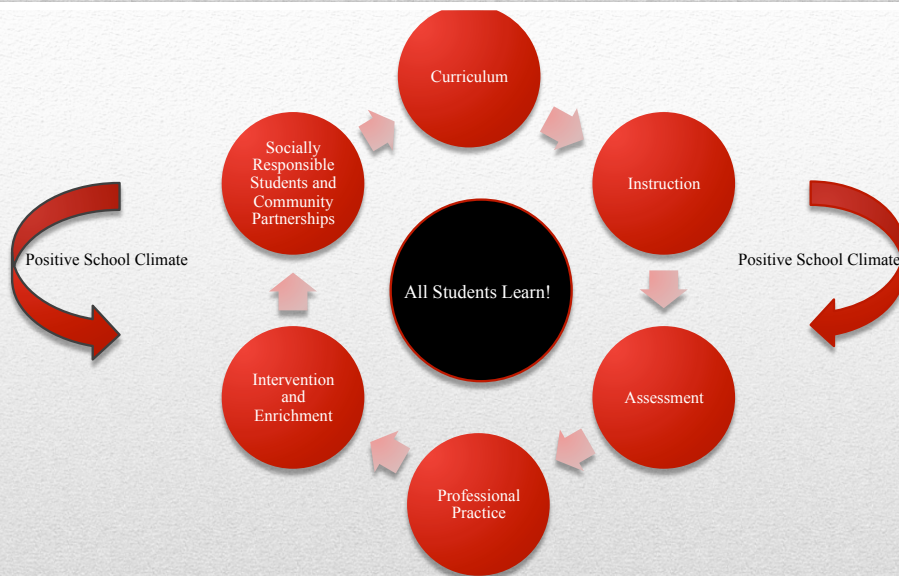 Curriculum
Socially
Responsible
Students and
Community
Partnerships
Instruction
Positive School Climate
Positive School Climate
All Students Learn!
Intervention
and
Enrichment
Assessment
Professional
Practice